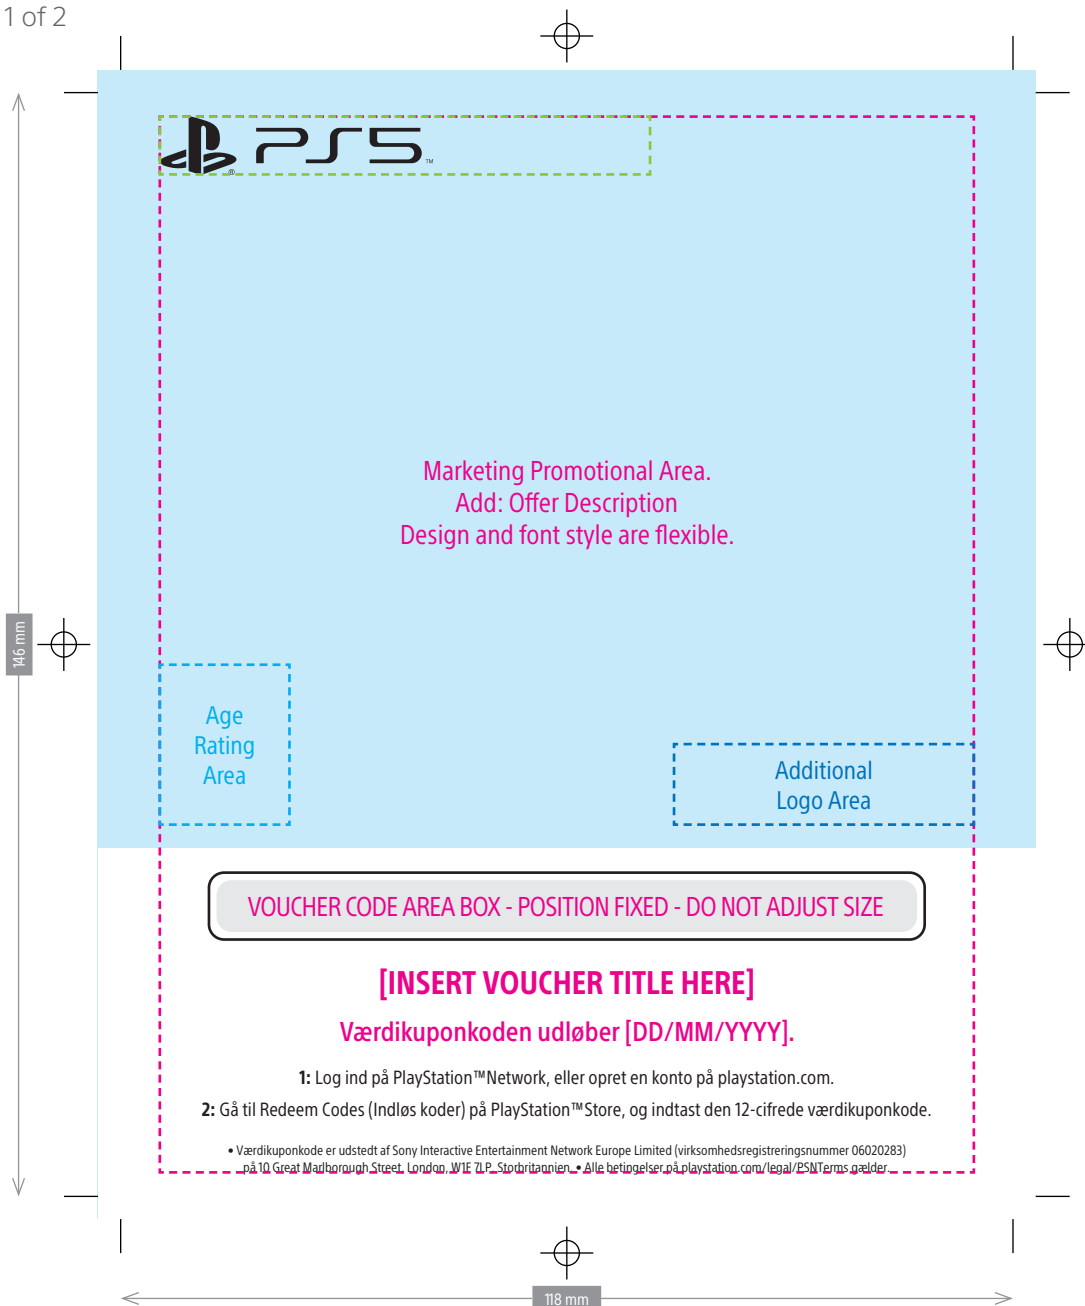 1 of 2
PS5™
®
Marketing Promotional Area.
Add: Offer Description
Design and font style are flexible.
146 mm
Age
Rating
Area
Additional
Logo Area
VOUCHER CODE AREA BOX - POSITION FIXED - DO NOT ADJUST SIZE
[INSERT VOUCHER TITLE HERE]
Værdikuponkoden udløber [DD/MM/YYYY].
1: Log ind på PlayStation™Network, eller opret en konto på playstation.com.
2: Gå til Redeem Codes (Indløs koder) på PlayStation™Store, og indtast den 12-cifrede værdikuponkode.
• Værdikuponkode er udstedt af Sony Interactive Entertainment Network Europe Limited (virksomhedsregistreringsnummer 06020283)
på 10 Great Marlborough Street, London, W1F 7LP, Storbritannien. • Alle betingelser på playstation.com/legal/PSNTerms gælder.
118 mm